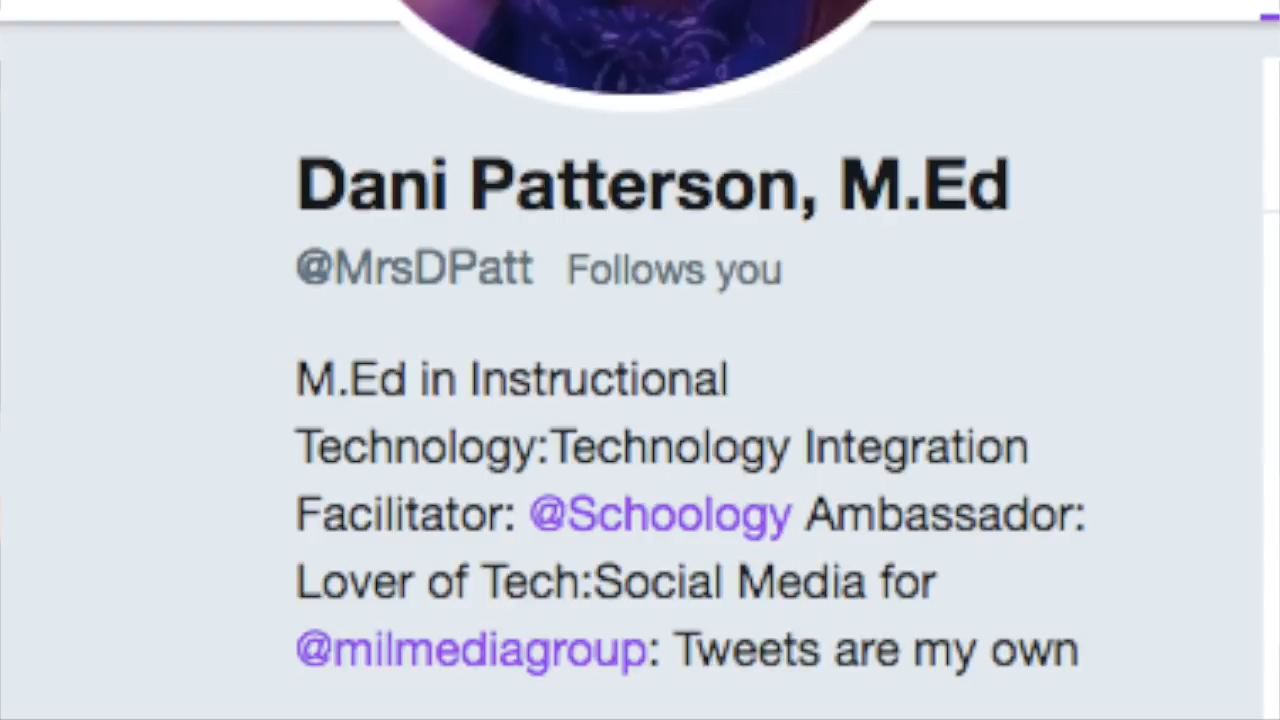 Dani Patterson, M.Ed
@MrsDPatt Follows you
M.Ed in Instructional
Technology:Technology Integration
Facilitator: @Schoology Ambassador:
Lover of Tech:Social Media for
@milmediagroup: Tweets are my own